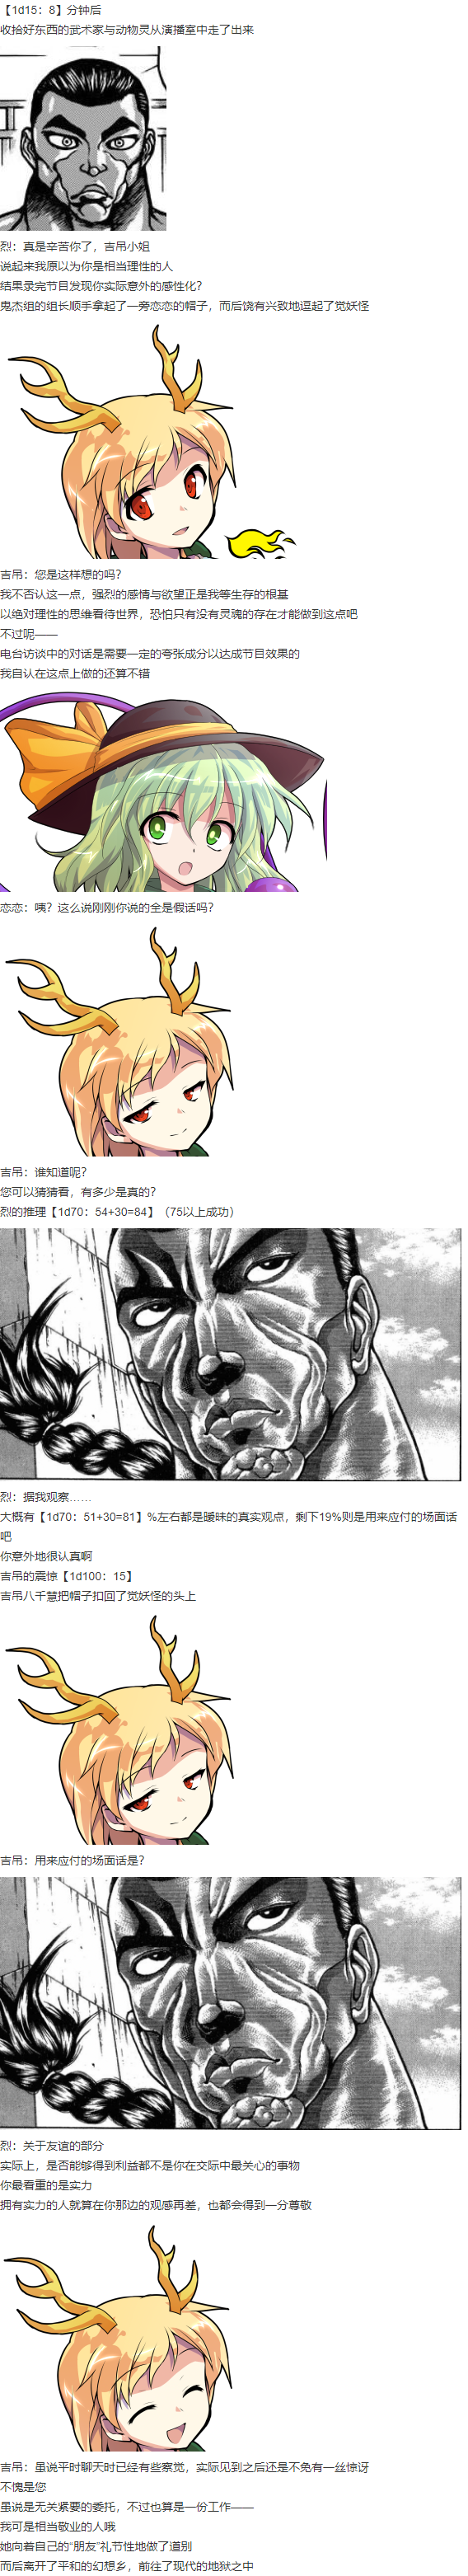 【1d15：8】分钟后
收拾好东西的武术家与动物灵从演播室中走了出来
烈：真是辛苦你了，吉吊小姐
说起来我原以为你是相当理性的人
结果录完节目发现你实际意外的感性化?
鬼杰组的组长顺手拿起了一旁恋恋的帽子，而后饶有兴致地逗起了觉妖怪
吉吊：您是这样想的吗?
我不否认这一点，强烈的感情与欲望正是我等生存的根基
以绝对理性的思维看待世界，恐怕只有没有灵魂的存在才能做到这点吧
不过呢——
电台访谈中的对话是需要一定的夸张成分以达成节目效果的
我自认在这点上做的还算不错
恋恋：咦？这么说刚刚你说的全是假话吗?
吉吊：谁知道呢?
您可以猜猜看，有多少是真的?
烈的推理【1d70：54+30=84】（75以上成功）
烈：据我观察……
大概有【1d70：51+30=81】%左右都是暧昧的真实观点，剩下19%则是用来应付的场面话
吧
你意外地很认真啊
吉吊的震惊【1d100：15】
吉吊八千慧把帽子扣回了觉妖怪的头上
吉吊：用来应付的场面话是?
烈：关于友谊的部分
实际上，是否能够得到利益都不是你在交际中最关心的事物
你最看重的是实力
拥有实力的人就算在你那边的观感再差，也都会得到一分尊敬
吉吊：虽说平时聊天时已经有些察觉，实际见到之后还是不免有一丝惊讶
不愧是您
虽说是无关紧要的委托，不过也算是一份工作——
我可是相当敬业的人哦
她向着自己的“朋友”礼节性地做了道别
而后离开了平和的幻想乡，前往了现代的地狱之中